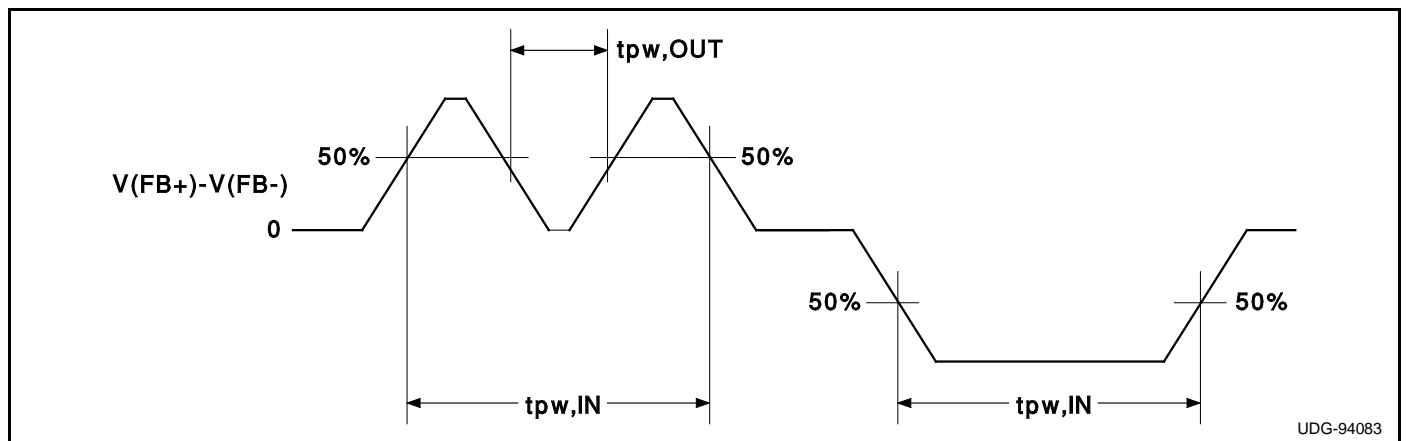 tpw,OUT
50%
50%
V(FB+)-V(FB-)
0
50%
50%
tpw,IN
tpw,IN
UDG-94083